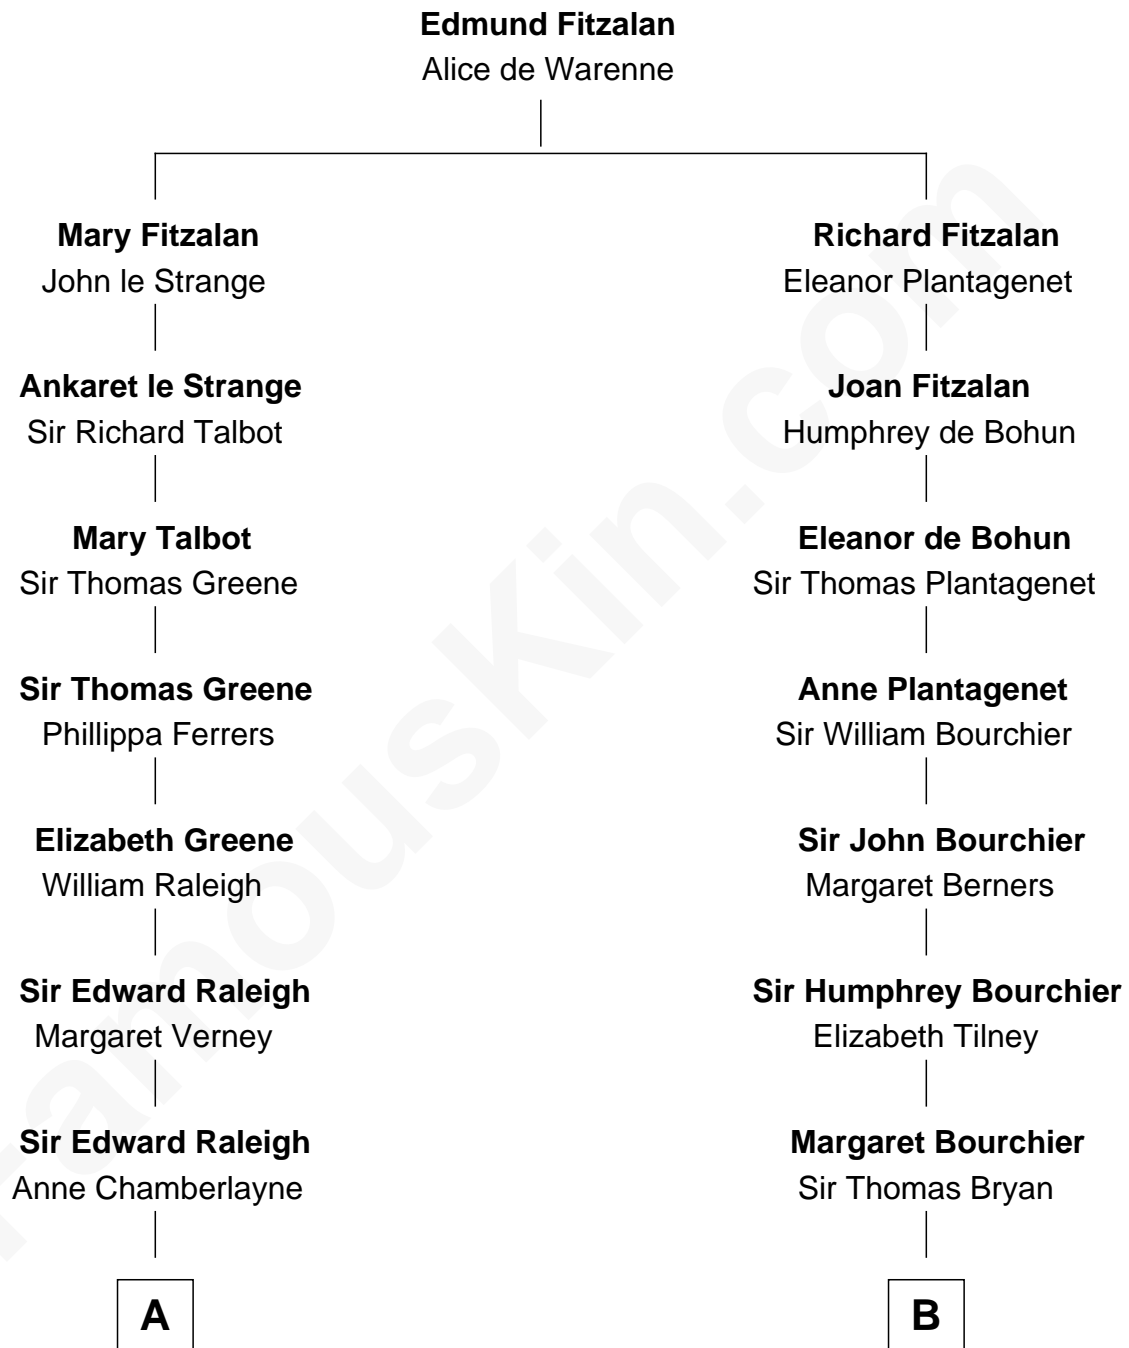 Edmund Fitzalan
Alice de Warenne
Mary Fitzalan
John le Strange
Richard Fitzalan
Eleanor Plantagenet
Ankaret le Strange
Sir Richard Talbot
Joan Fitzalan
Humphrey de Bohun
Mary Talbot
Sir Thomas Greene
Eleanor de Bohun
Sir Thomas Plantagenet
Sir Thomas Greene
Phillippa Ferrers
Anne Plantagenet
Sir William Bourchier
Elizabeth Greene
William Raleigh
Sir John Bourchier
Margaret Berners
Sir Edward Raleigh
Margaret Verney
Sir Humphrey Bourchier
Elizabeth Tilney
Sir Edward Raleigh
Anne Chamberlayne
Margaret Bourchier
Sir Thomas Bryan
A
B
FamousKin.com